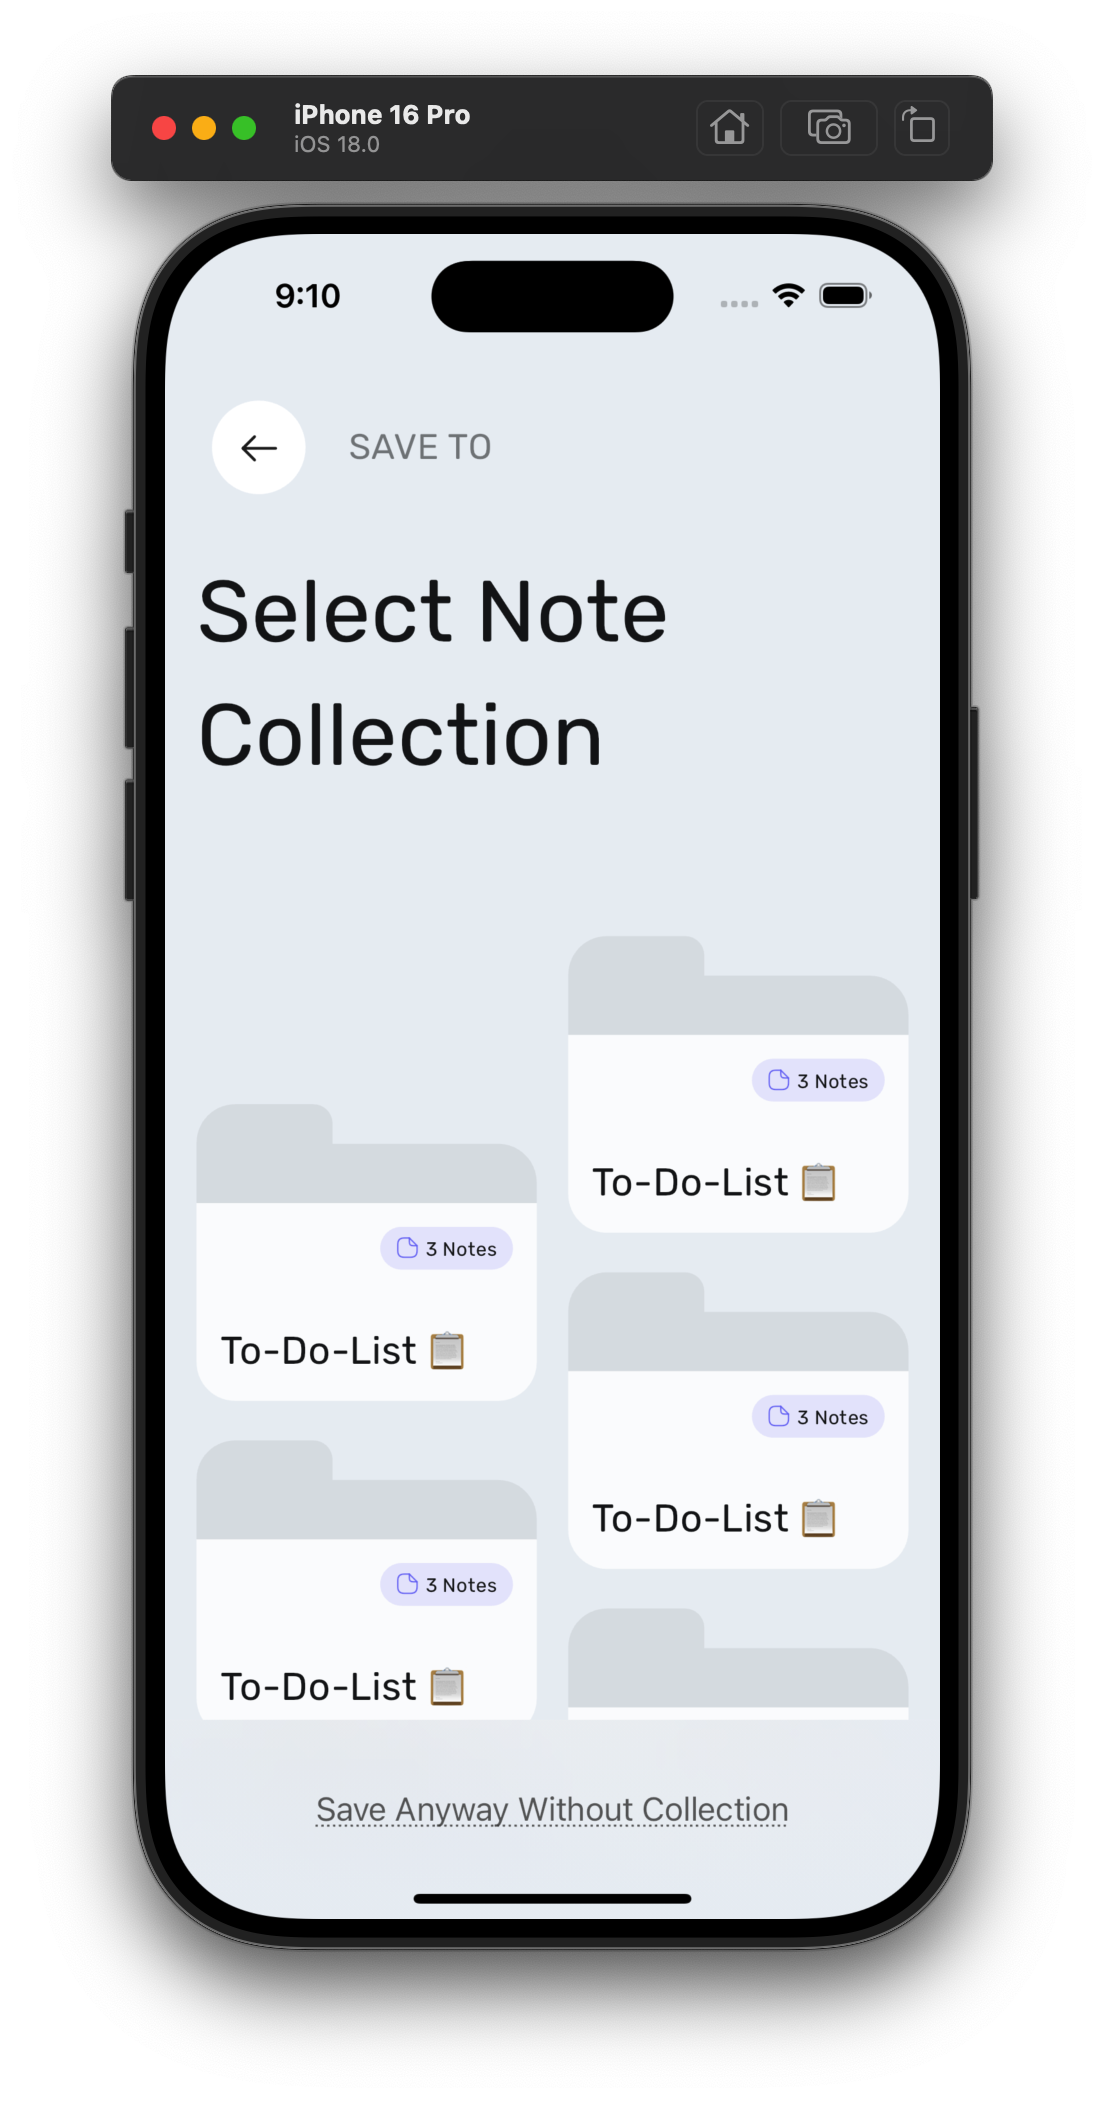 iPhone 16 Pro
iOS 18.0
9:10
SAVE TO
Select Note
Collection
3 Notes
To-Do-List 📋
3 Notes
To-Do-List 📋
3 Notes
To-Do-List 📋
3 Notes
To-Do-List 📋
Save Anyway Without Collection